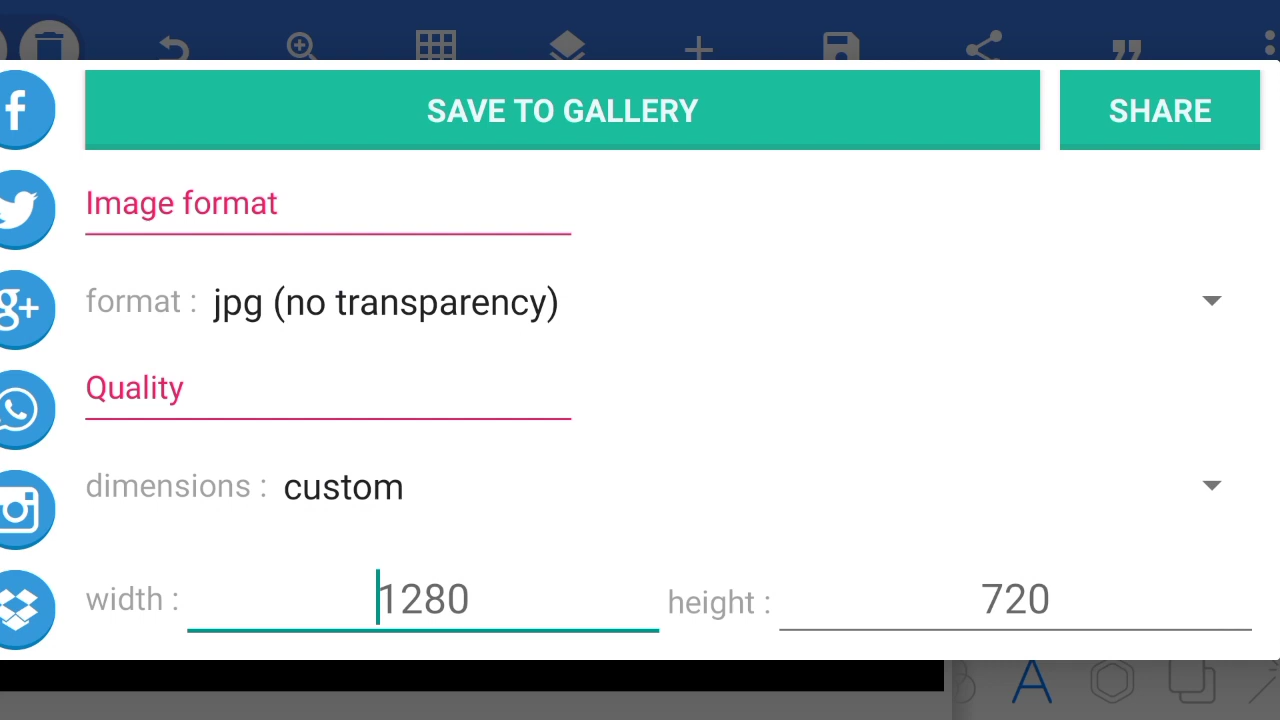 SAVE TO GALLERY
SHARE
Image format
format : jpg (no transparency)
Quality
dimensions : custom
width : 1280 height : 720